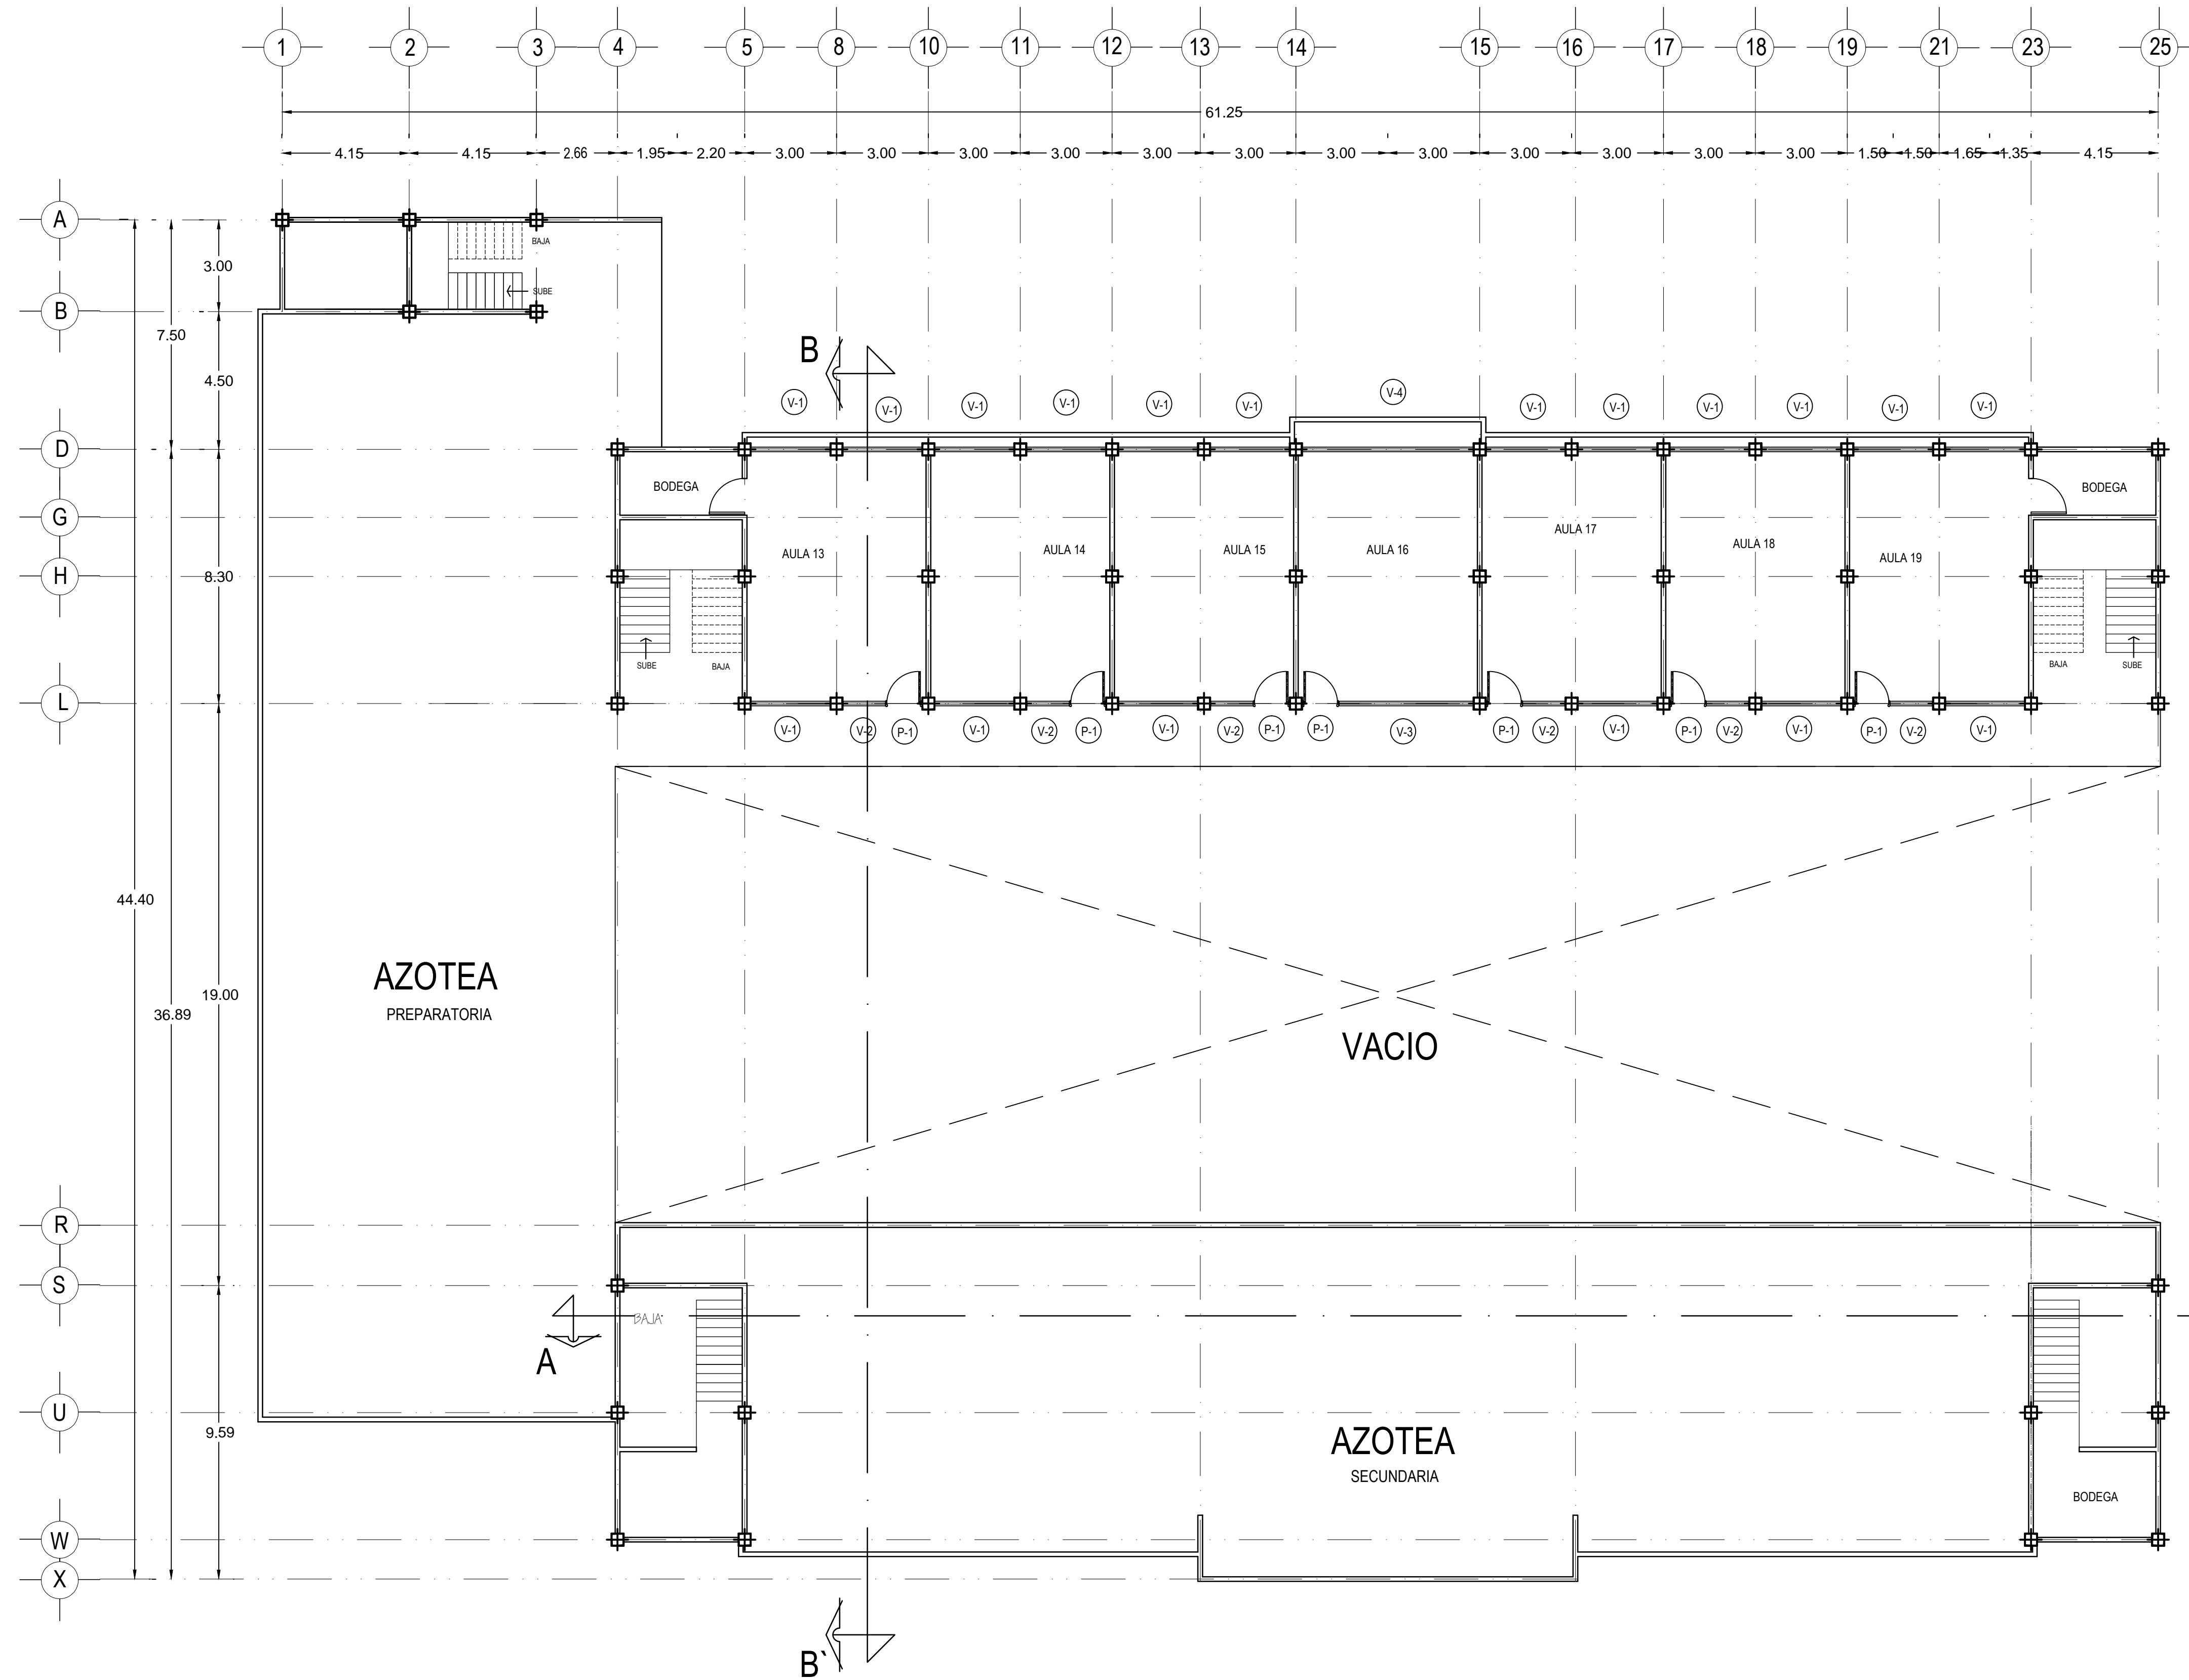 1 2 3 4 5 8 10 11 12 13 14 15 16 17 18 19 21 23 25
61.25
4.15 4.15 2.66 1.95 2.20 3.00 3.00 3.00 3.00 3.00 3.00 3.00 3.00 3.00 3.00 3.00 3.00 1.50 1.50 1.65 1.35 4.15
A
BAJA
3.00
SUBE
B
7.50
B
4.50
V-1 V-1 V-1 V-1 V-1 V-1 V-4 V-1 V-1 V-1 V-1 V-1 V-1
D
BODEGA BODEGA
G
AULA 13 AULA 14 AULA 15 AULA 16 AULA 17 AULA 18 AULA 19
H
8.30
SUBE BAJA BAJA SUBE
L
V-1 V-2 P-1 V-1 V-2 P-1 V-1 V-2 P-1 P-1 V-3 P-1 V-2 V-1 P-1 V-2 V-1 P-1 V-2 V-1
44.40
AZOTEA
19.00
36.89
PREPARATORIA
VACIO
R
S
BAJA
A
U
9.59
AZOTEA
SECUNDARIA
BODEGA
W
X
B`